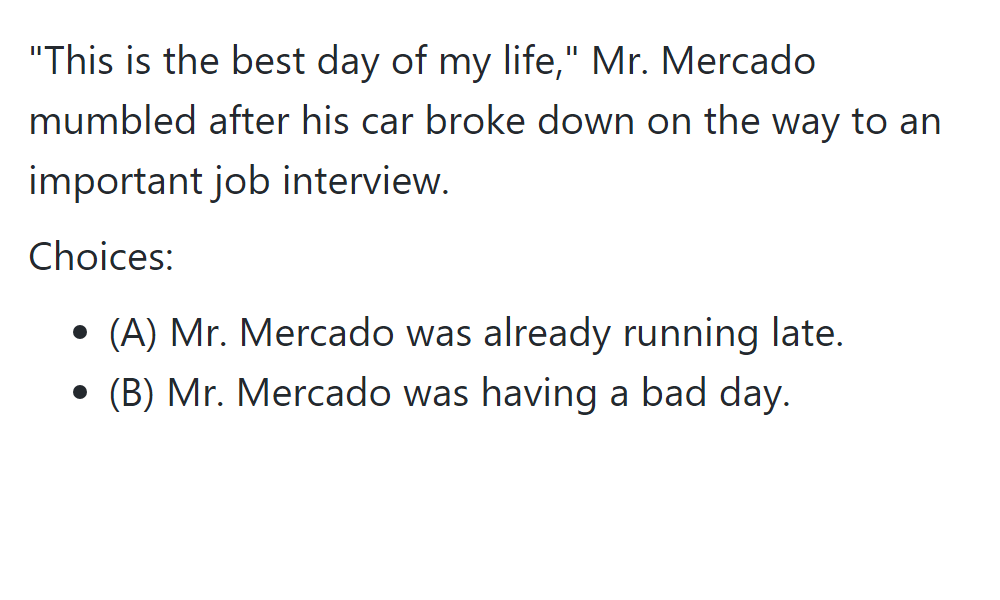 "This is the best day of my life," Mr. Mercado
mumbled after his car broke down on the way to an
important job interview.
Choices:
• (A) Mr. Mercado was already running late.
• (B) Mr. Mercado was having a bad day.